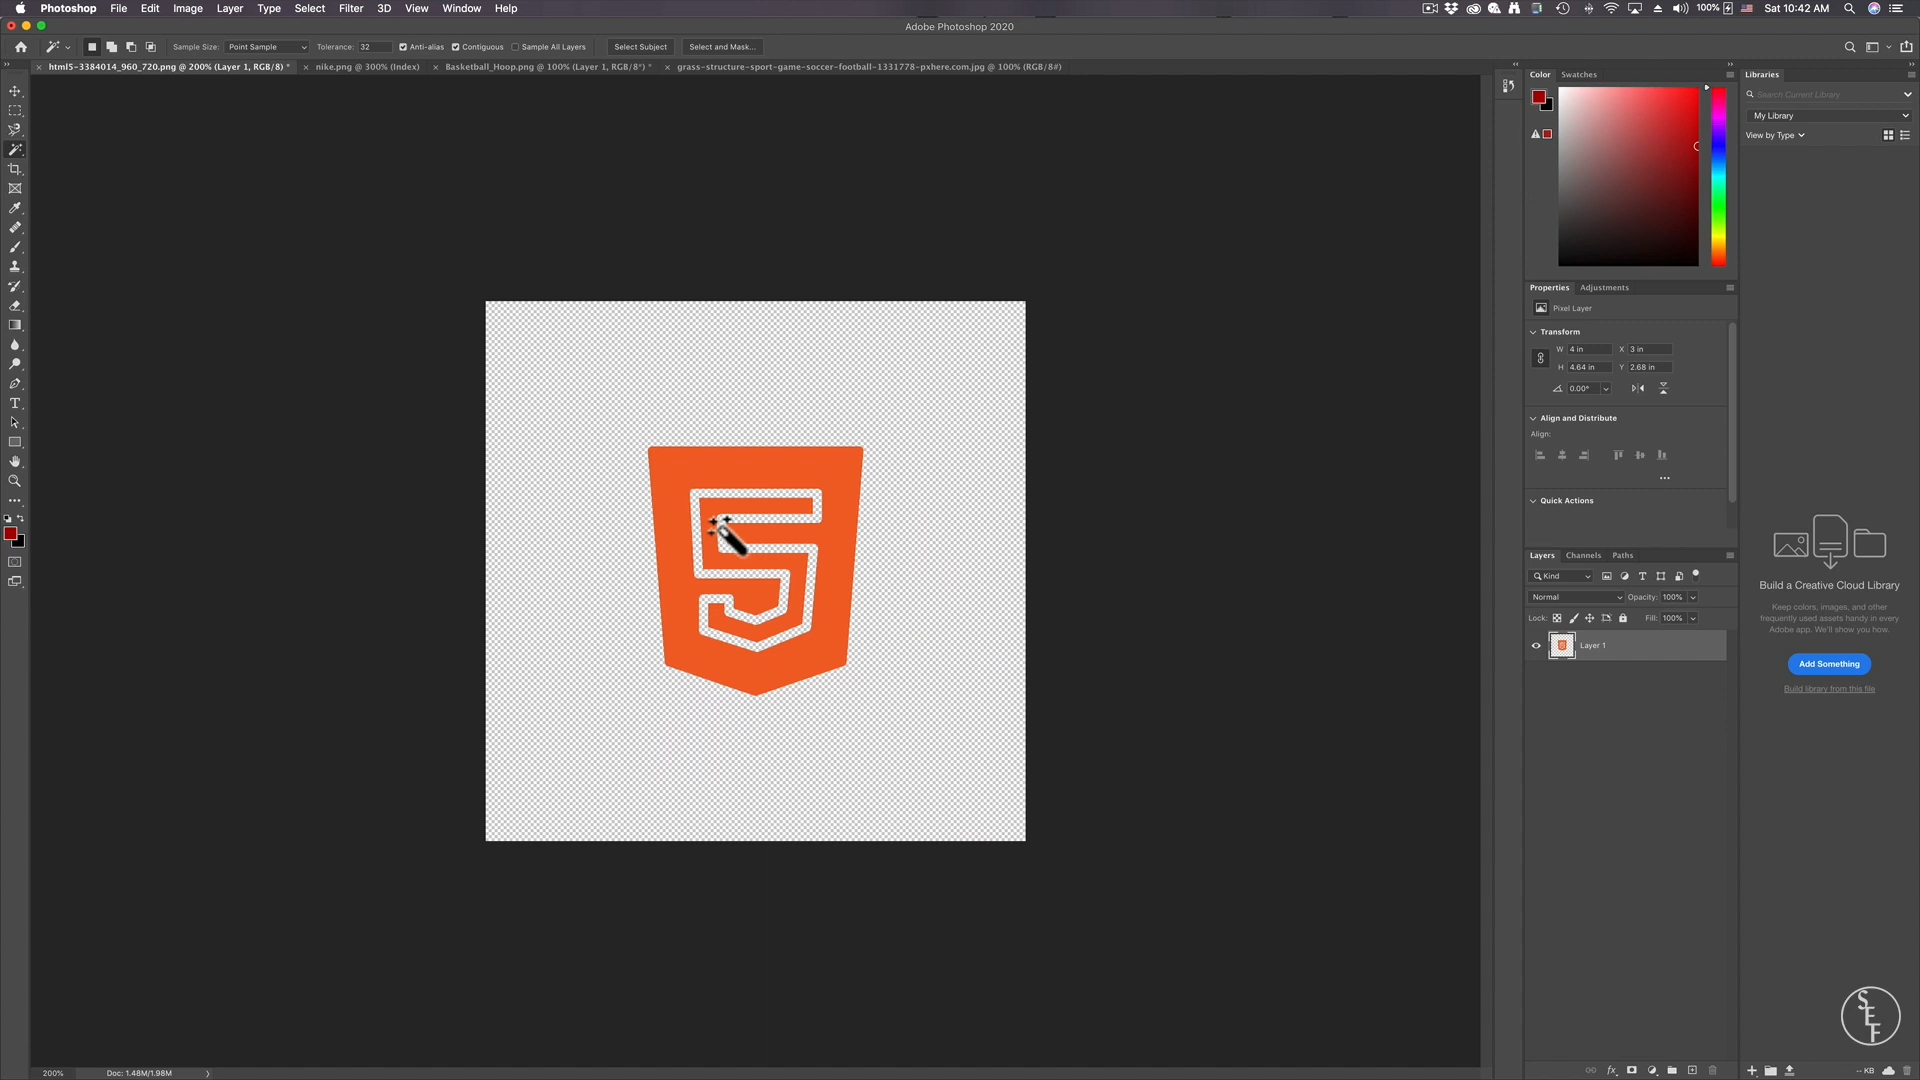 Photoshop File Edit Image Layer Type Select Filter 3D View Window Help 100% Sat 10:42 AM
Adobe Photoshop 2020
Sample Size: Point Sample Tolerance: 32 Anti-alias Contiguous Sample All Layers Select Subject Select and Mask...
html5-3384014_960_720.png @ 200% (Layer 1, RGB/8) * nike.png @ 300% (Index) Basketball_Hoop.png @ 100% (Layer 1, RGB/8*) * grass-structure-sport-game-soccer-football-1331778-pxhere.com.jpg @ 100% (RGB/8#)
Color Swatches
Libraries
Search Current Library
My Library
View by Type
Properties Adjustments
Pixel Layer
Transform
W 4 in X 3 in
H 4.64 in Y 2.68 in
0.00°
Align and Distribute
Align:
Quick Actions
5
Layers Channels Paths
Kind
Normal Opacity: 100%
Lock: Fill: 100%
Layer 1
Build a Creative Cloud Library
Keep colors, images, and other
frequently used assets handy in every
Adobe app. We'll show you how.
Add Something
Build library from this file
SELF
200% Doc: 1.48M/1.98M
-- KB